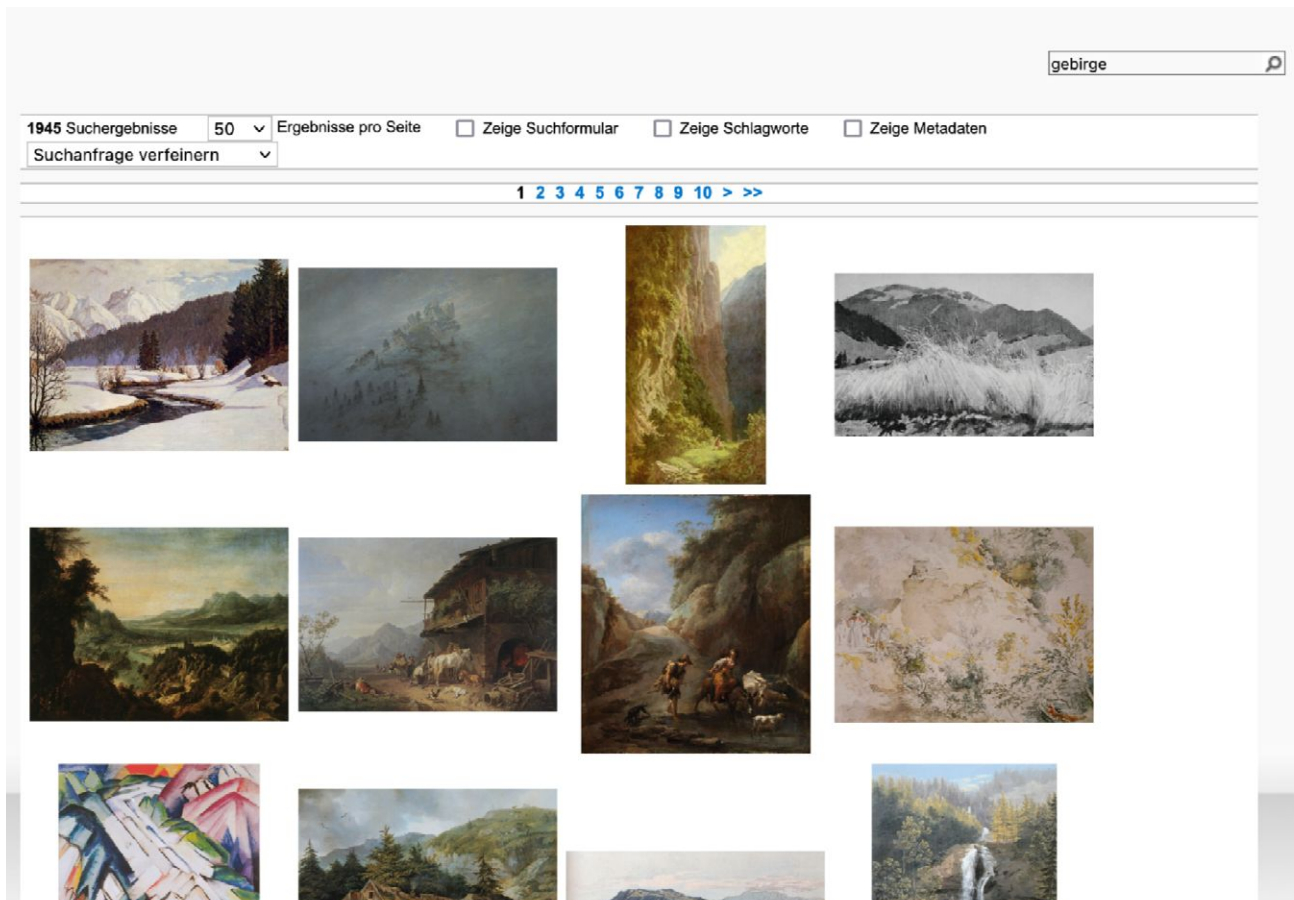 gebirge
1945 Suchergebnisse 50 Ergebnisse pro Seite Zeige Suchformular Zeige Schlagworte Zeige Metadaten
Suchanfrage verfeinern
1 2 3 4 5 6 7 8 9 10 > >>